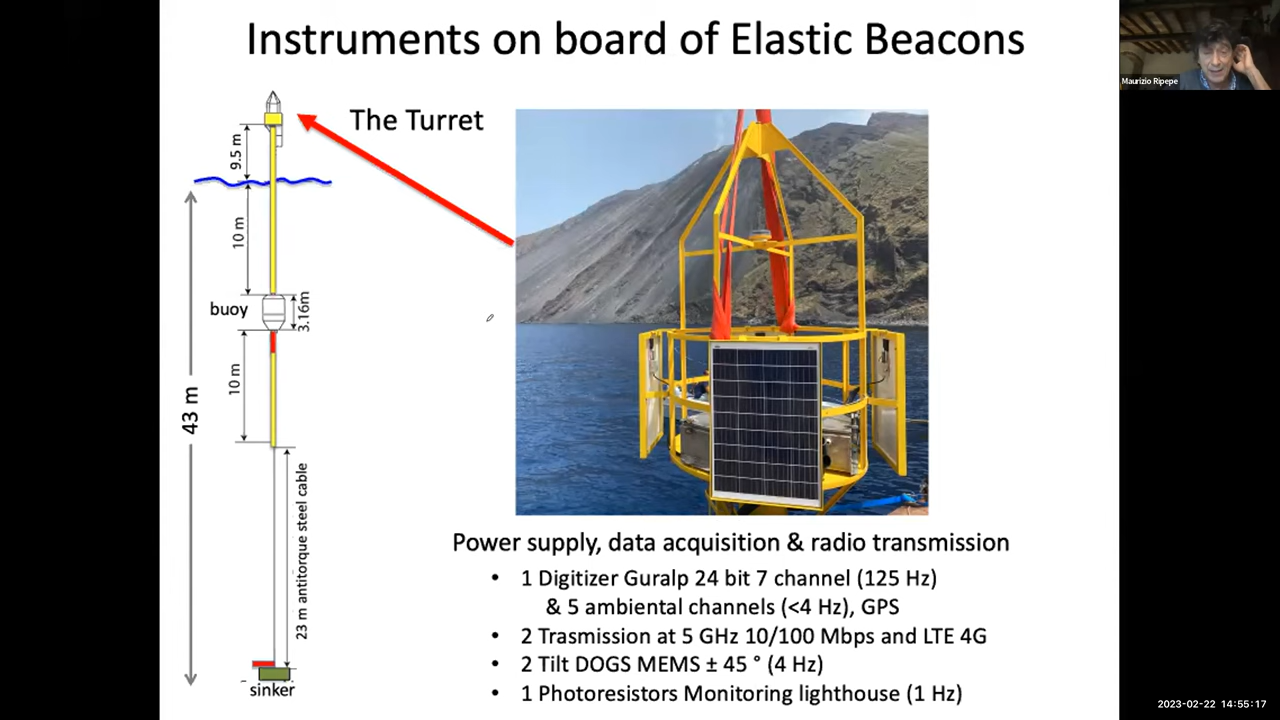 Instruments on board of Elastic Beacons
Maurizio Ripepe
The Turret
9.5 m
10 m
buoy
3.16m
10 m
43 m
23 m antitorque steel cable
sinker
Power supply, data acquisition & radio transmission
• 1 Digitizer Guralp 24 bit 7 channel (125 Hz)
& 5 ambiental channels (<4 Hz), GPS
• 2 Trasmission at 5 GHz 10/100 Mbps and LTE 4G
• 2 Tilt DOGS MEMS ± 45 ° (4 Hz)
• 1 Photoresistors Monitoring lighthouse (1 Hz)
2023-02-22 14:55:17